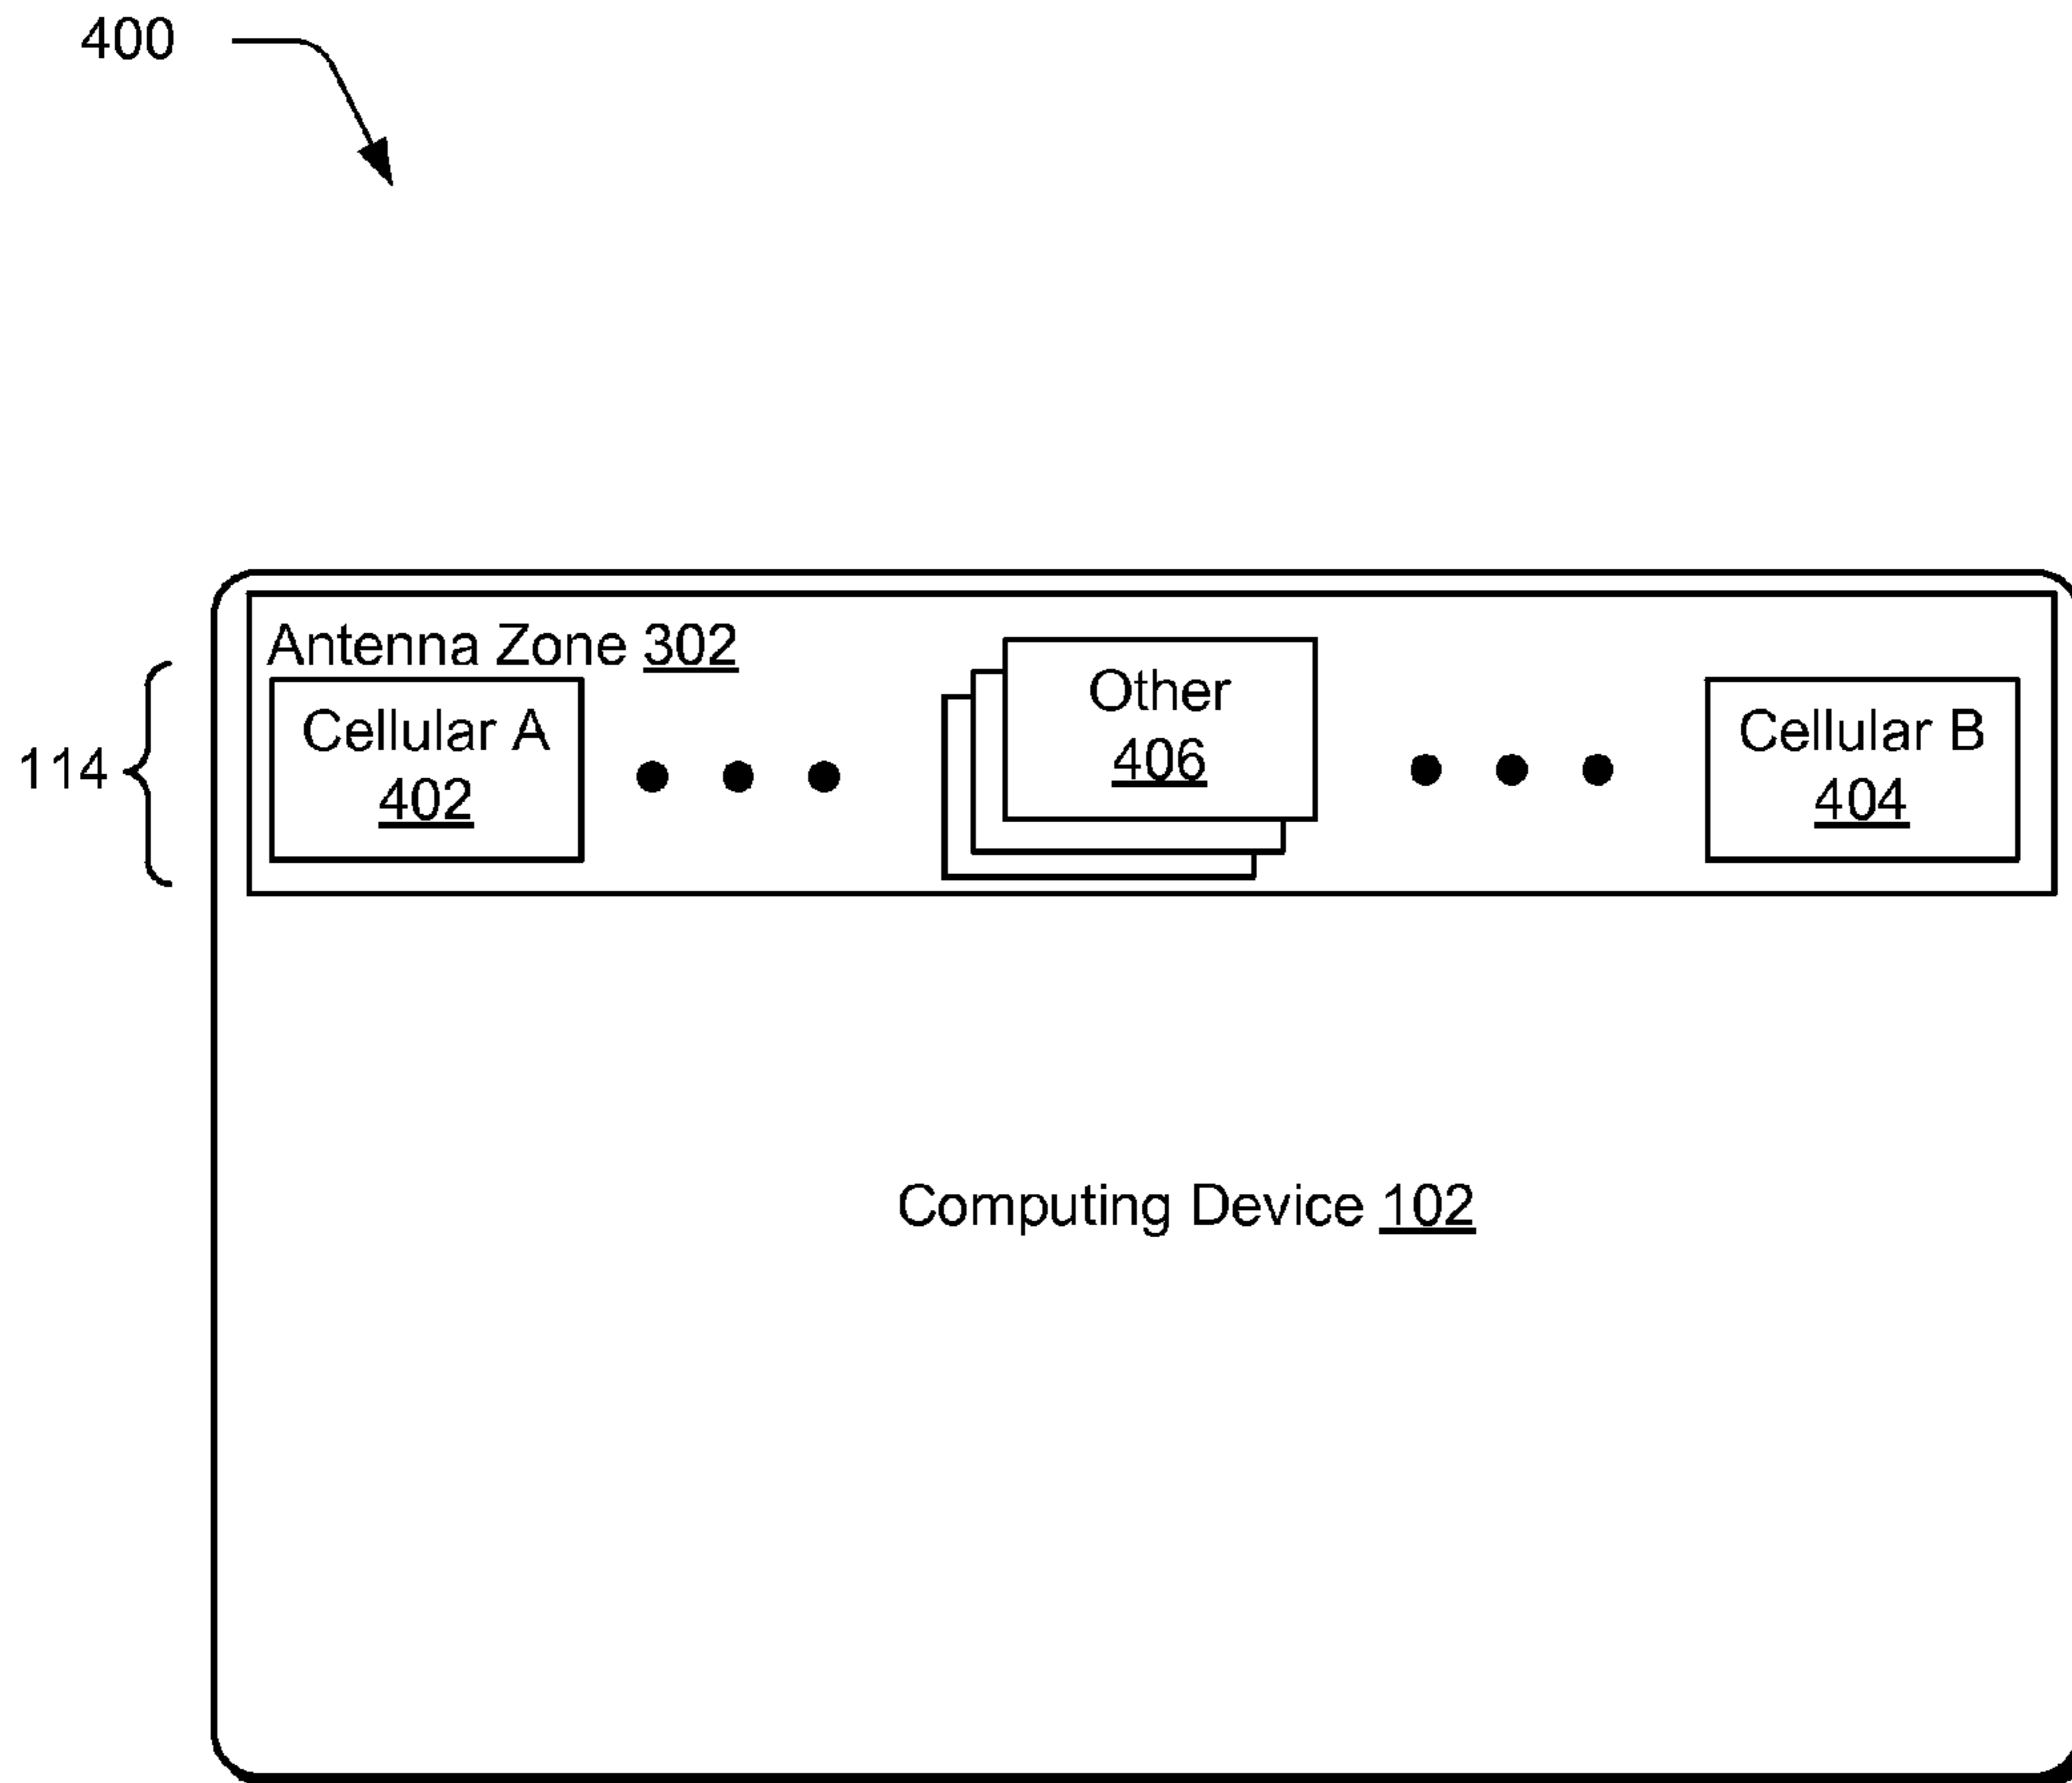 400
Antenna Zone 302
Cellular A
402
Other
406
Cellular B
404
114
Computing Device 102